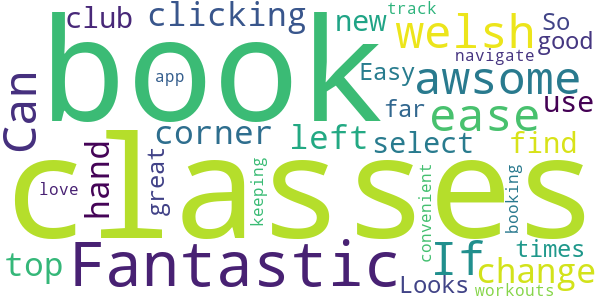 track
club
clicking
new
welsh
So
good
navigate
book
app
Easy
awsome
Can
far
ease
use
corner
left
select
find
hand
great
keeping
convenient
booking
love
classes
If
times
top
Fantastic
Looks
change
workouts